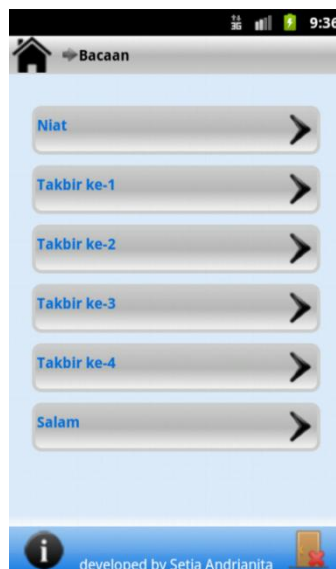 3G 9:36
Bacaan
Niat
Takbir ke-1
Takbir ke-2
Takbir ke-3
Takbir ke-4
Salam
i
developed by Setia Andrianita